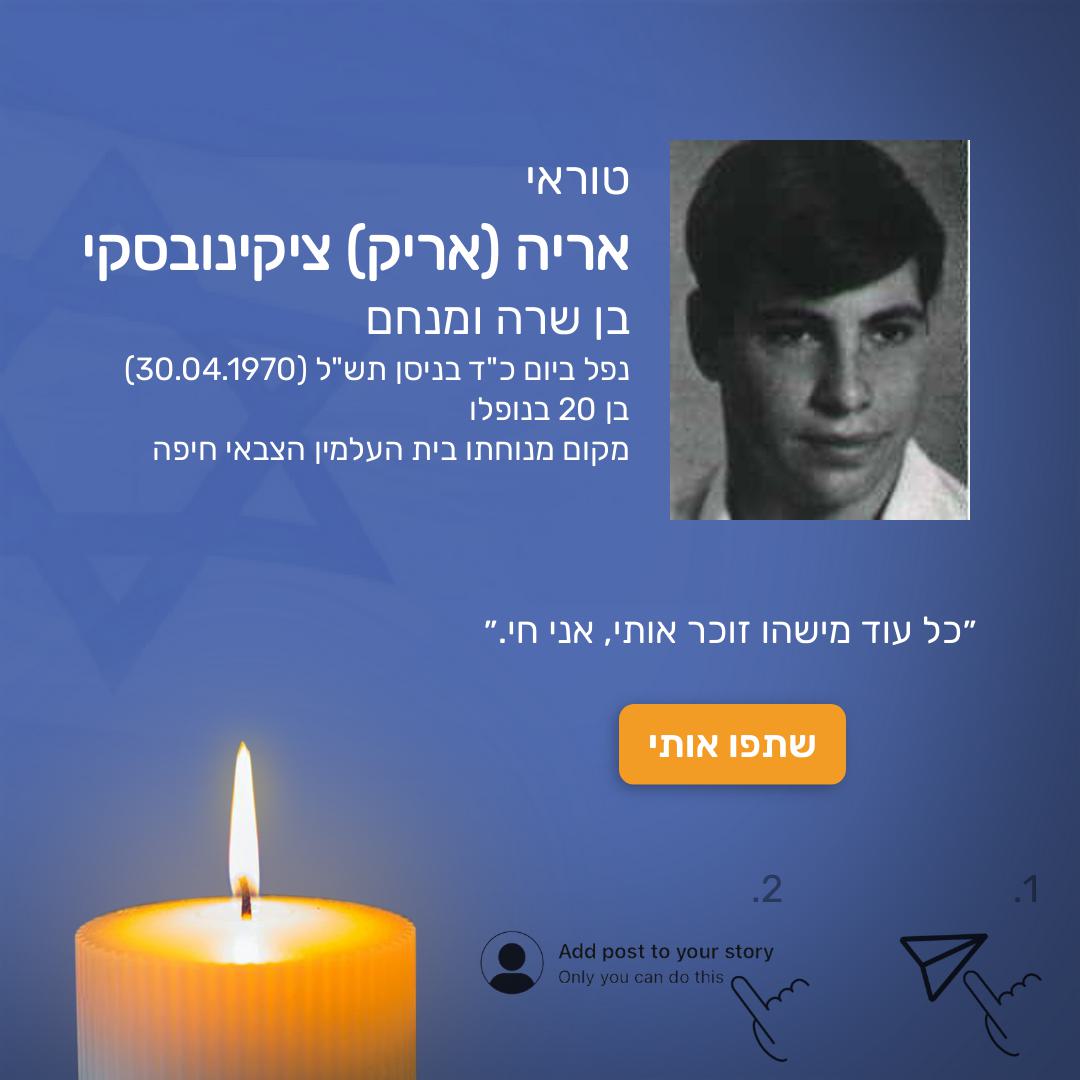 טוראי
אריה (אריק) ציקינובסקי
בן שרה ומנחם
נפל ביום כ"ד בניסן תש"ל (30.04.1970)
בן 20 בנופלו
מקום מנוחתו בית העלמין הצבאי חיפה
״כל עוד מישהו זוכר אותי, אני חי.״
שתפו אותי
.1
.2
Add post to your story
Only you can do this